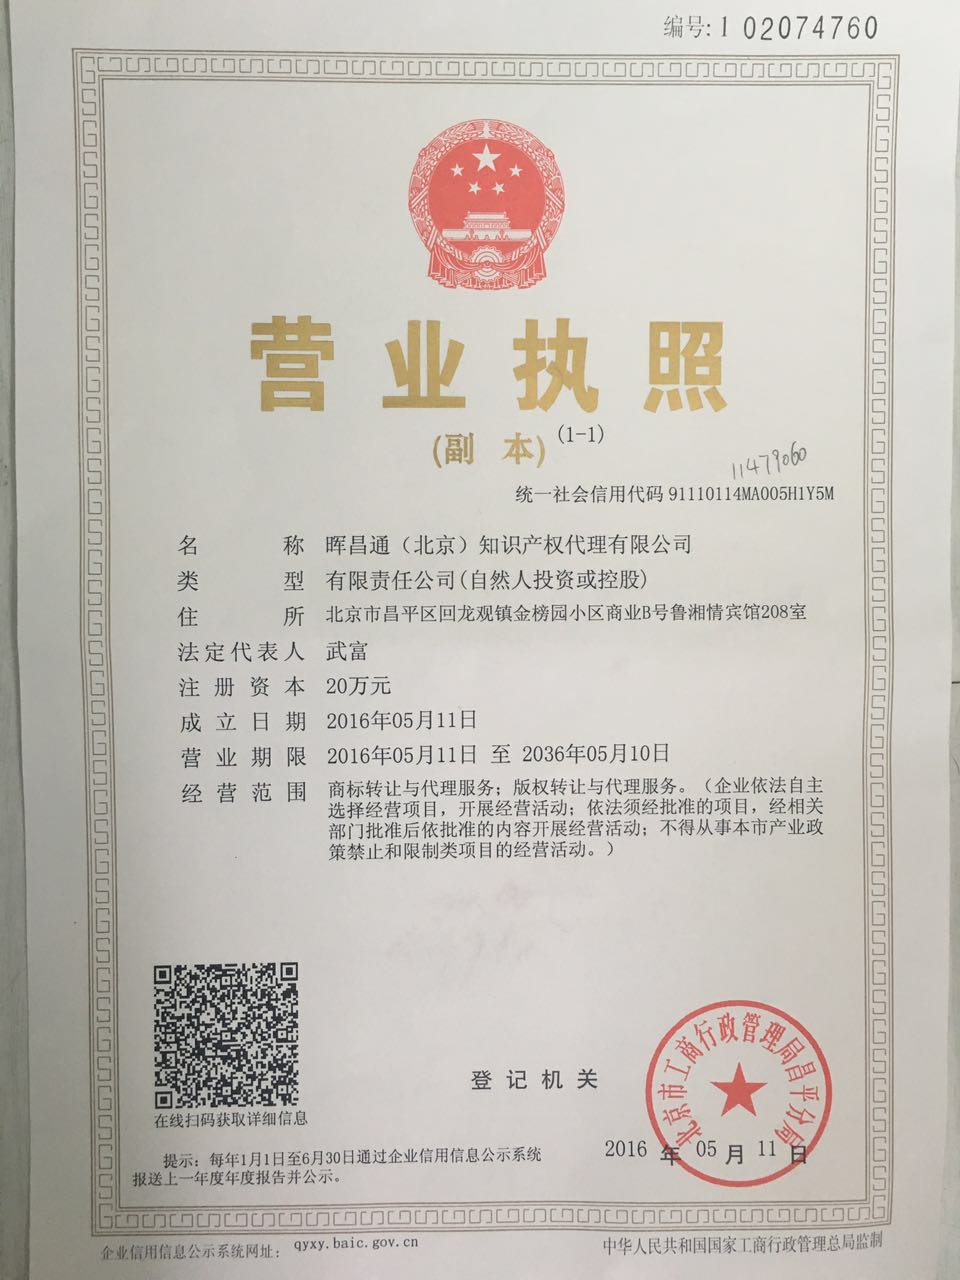 编号: 1 02074760
营业执照
(副 本) (1-1)
11479060
统一社会信用代码 91110114MA005H1Y5M
名 称 晖昌通（北京）知识产权代理有限公司
类 型 有限责任公司(自然人投资或控股)
住 所 北京市昌平区回龙观镇金榜园小区商业B号鲁湘情宾馆208室
法定代表人 武富
注册资本 20万元
成立日期 2016年05月11日
营业期限 2016年05月11日 至 2036年05月10日
经营范围 商标转让与代理服务；版权转让与代理服务。（企业依法自主
选择经营项目，开展经营活动；依法须经批准的项目，经相关
部门批准后依批准的内容开展经营活动；不得从事本市产业政
策禁止和限制类项目的经营活动。）
在线扫码获取详细信息
登记机关
北京市工商行政管理局昌平分局
2016 年 05 月 11 日
提示：每年1月1日至6月30日通过企业信用信息公示系统
报送上一年度年度报告并公示。
企业信用信息公示系统网址： qyxy.baic.gov.cn
中华人民共和国国家工商行政管理总局监制